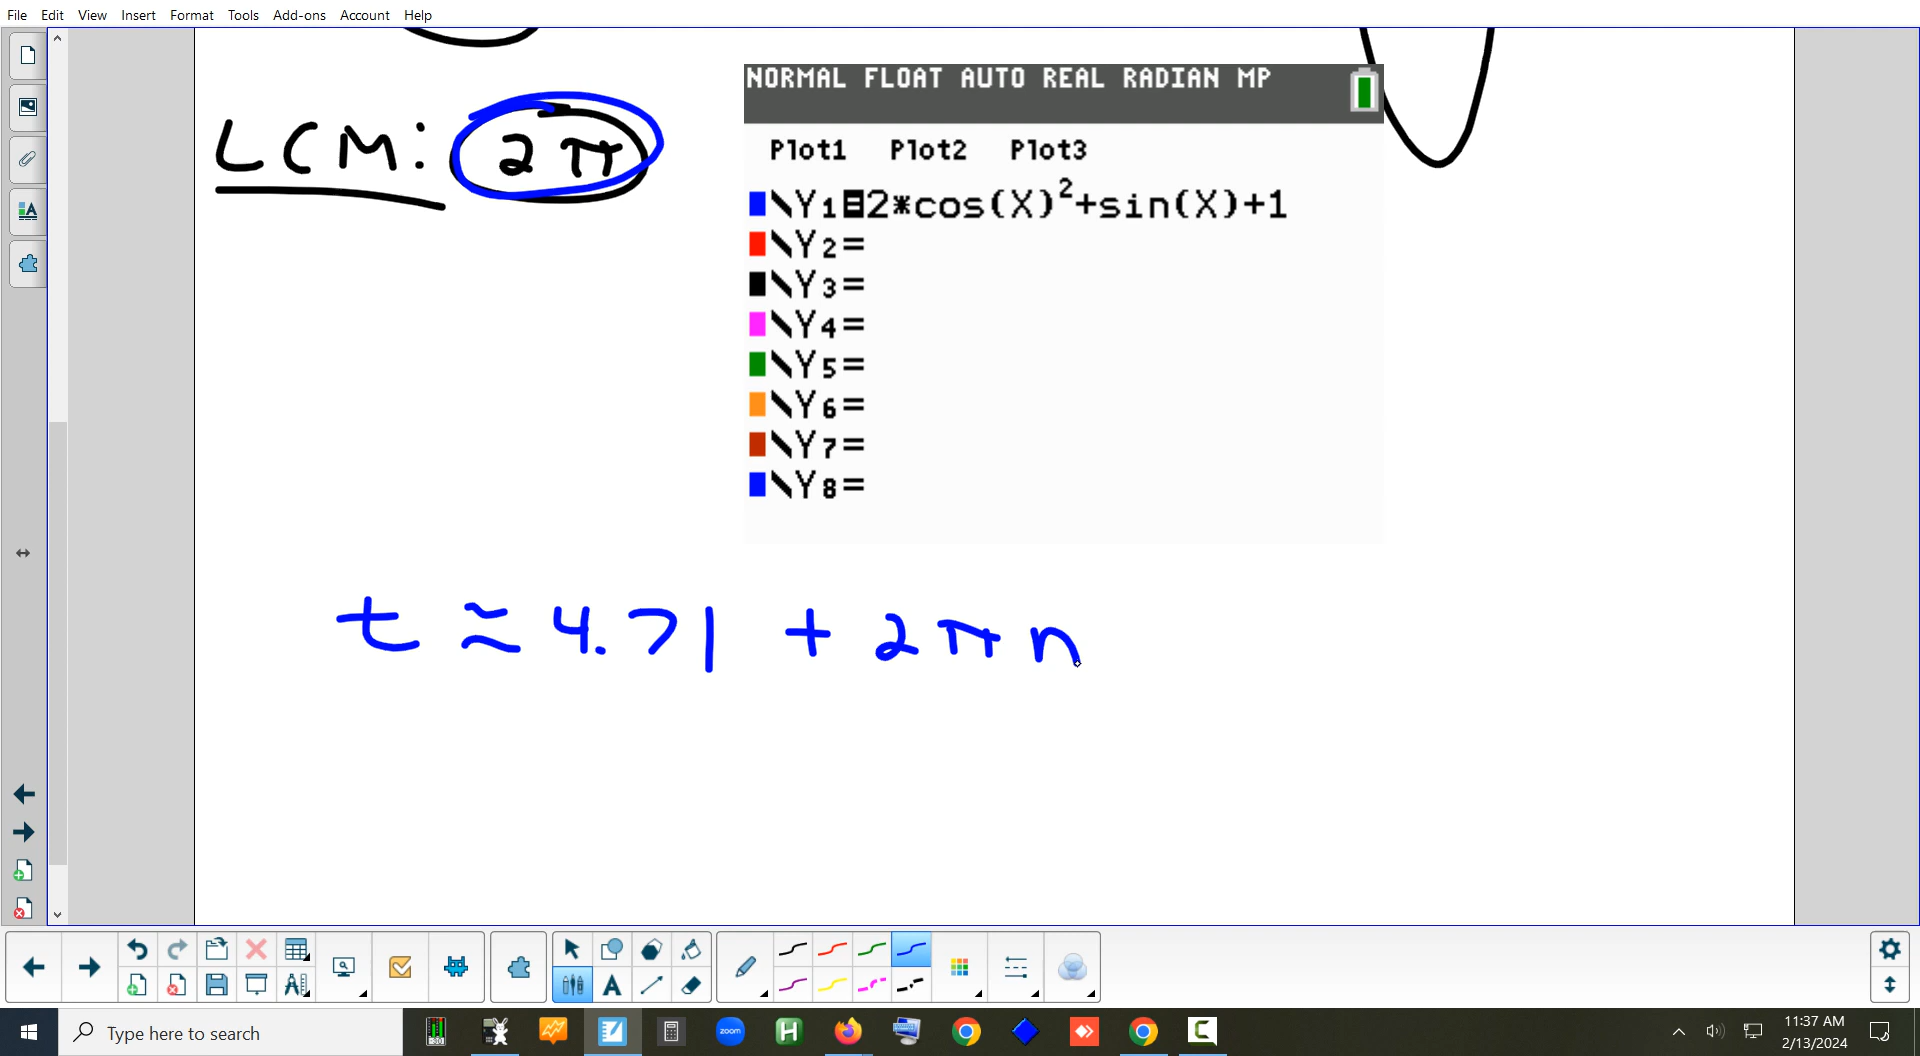 File Edit View Insert Format Tools Add-ons Account Help
NORMAL FLOAT AUTO REAL RADIAN MP
LCM: 2π
Plot1 Plot2 Plot3
\Y1=2*cos(X)²+sin(X)+1
\Y2=
\Y3=
\Y4=
\Y5=
\Y6=
\Y7=
\Y8=
t ≈ 4.71 + 2πn
Type here to search
zoom
H
C
11:37 AM
2/13/2024